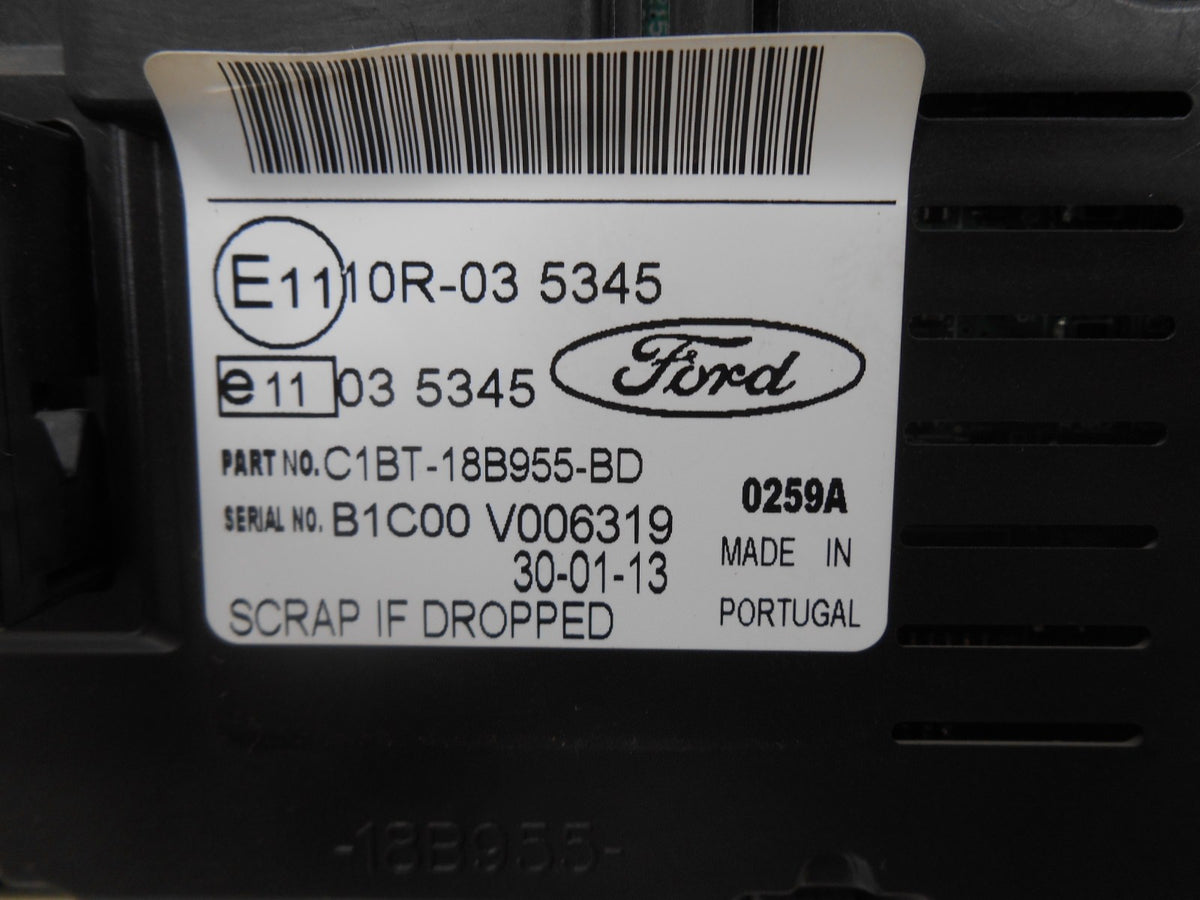 E11 10R-03 5345
e11 03 5345
Ford
PART NO. C1BT-18B955-BD
0259A
SERIAL NO. B1C00 V006319
30-01-13
MADE IN
PORTUGAL
SCRAP IF DROPPED
-18B955-